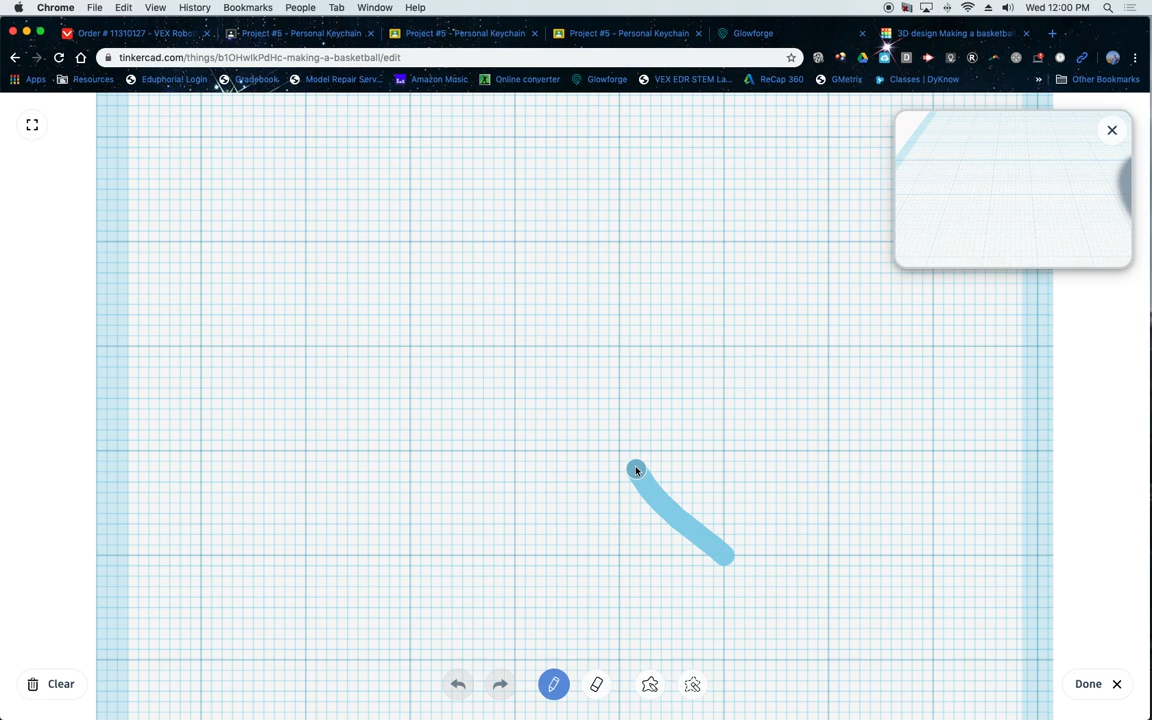 Chrome File Edit View History Bookmarks People Tab Window Help Wed 12:00 PM
Order # 11310127 - VEX Robo Project #6 - Personal Keychain Project #5 - Personal Keychain Project #5 - Personal Keychain Glowforge 3D design Making a basketba
tinkercad.com/things/b1OHwIkPdHc-making-a-basketball/edit
Apps Resources Euphoria! Login Gradebook Model Repair Serv... Amazon Music Online converter Glowforge VEX EDR STEM La... ReCap 360 GMetrix Classes | DyKnow » Other Bookmarks
Clear Done